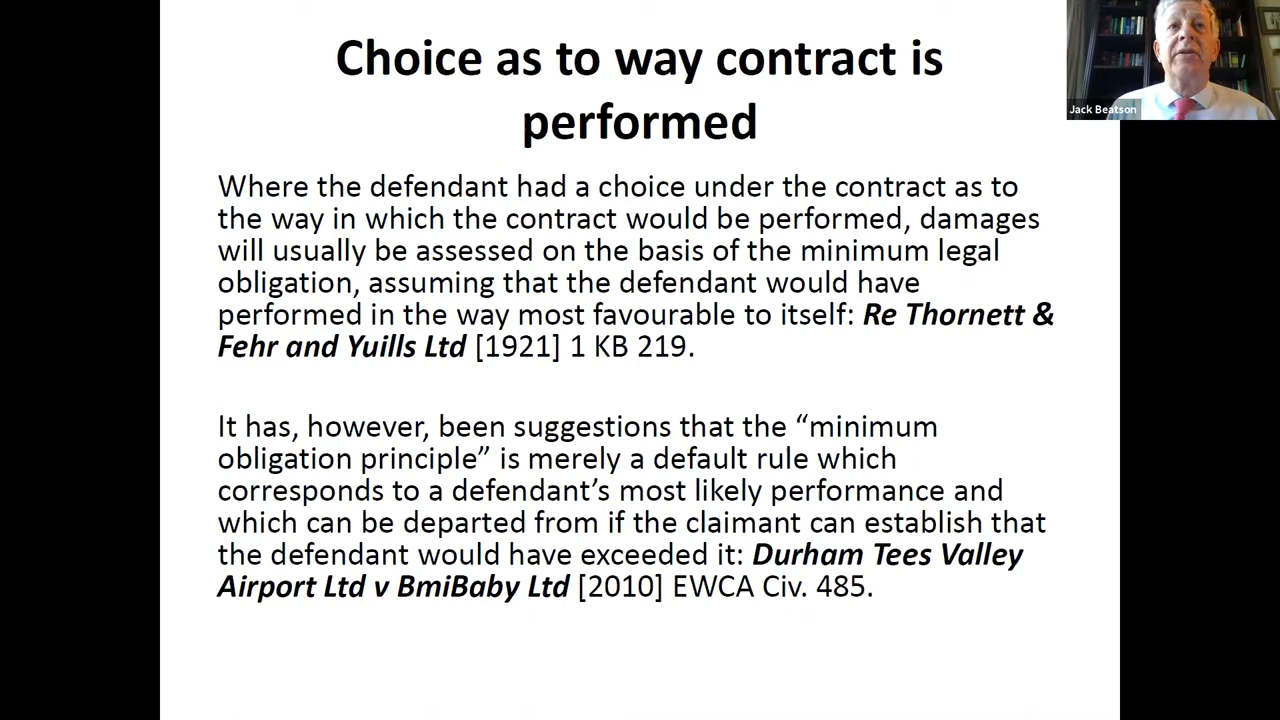 Choice as to way contract is
performed
Jack Beatson
Where the defendant had a choice under the contract as to
the way in which the contract would be performed, damages
will usually be assessed on the basis of the minimum legal
obligation, assuming that the defendant would have
performed in the way most favourable to itself: Re Thornett &
Fehr and Yuills Ltd [1921] 1 KB 219.
It has, however, been suggestions that the “minimum
obligation principle” is merely a default rule which
corresponds to a defendant’s most likely performance and
which can be departed from if the claimant can establish that
the defendant would have exceeded it: Durham Tees Valley
Airport Ltd v BmiBaby Ltd [2010] EWCA Civ. 485.